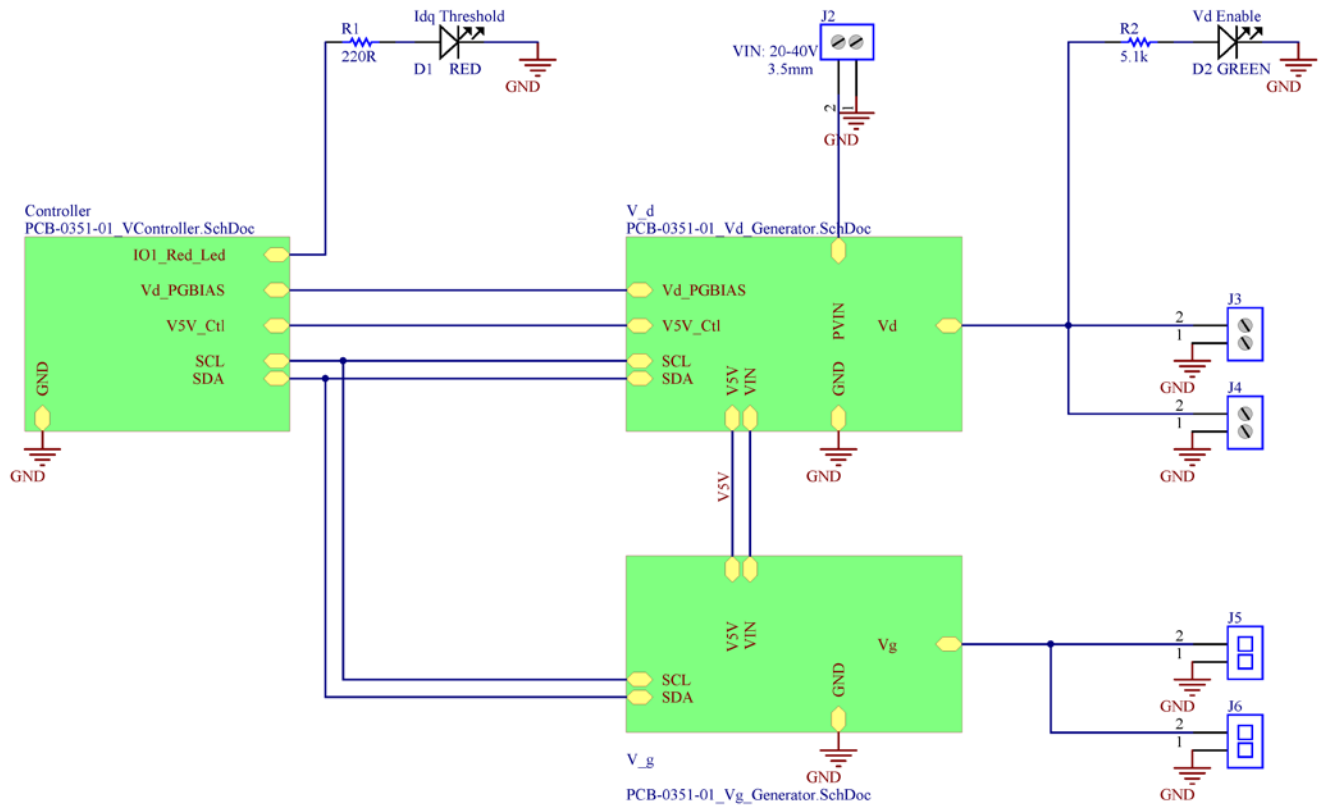 Idq Threshold
R1
220R
D1 RED
GND
J2
VIN: 20-40V
3.5mm
2
1
GND
Vd Enable
R2
5.1k
D2 GREEN
GND
Controller
PCB-0351-01_VController.SchDoc
IO1_Red_Led
Vd_PGBIAS
V5V_Ctl
SCL
SDA
GND
GND
V_d
PCB-0351-01_Vd_Generator.SchDoc
Vd_PGBIAS
V5V_Ctl
SCL
SDA
V5V
VIN
PVIN
GND
Vd
GND
J3
2
1
GND
J4
2
1
GND
V5V
V5V
VIN
Vg
SCL
SDA
GND
GND
V_g
PCB-0351-01_Vg_Generator.SchDoc
J5
2
1
GND
J6
2
1
GND